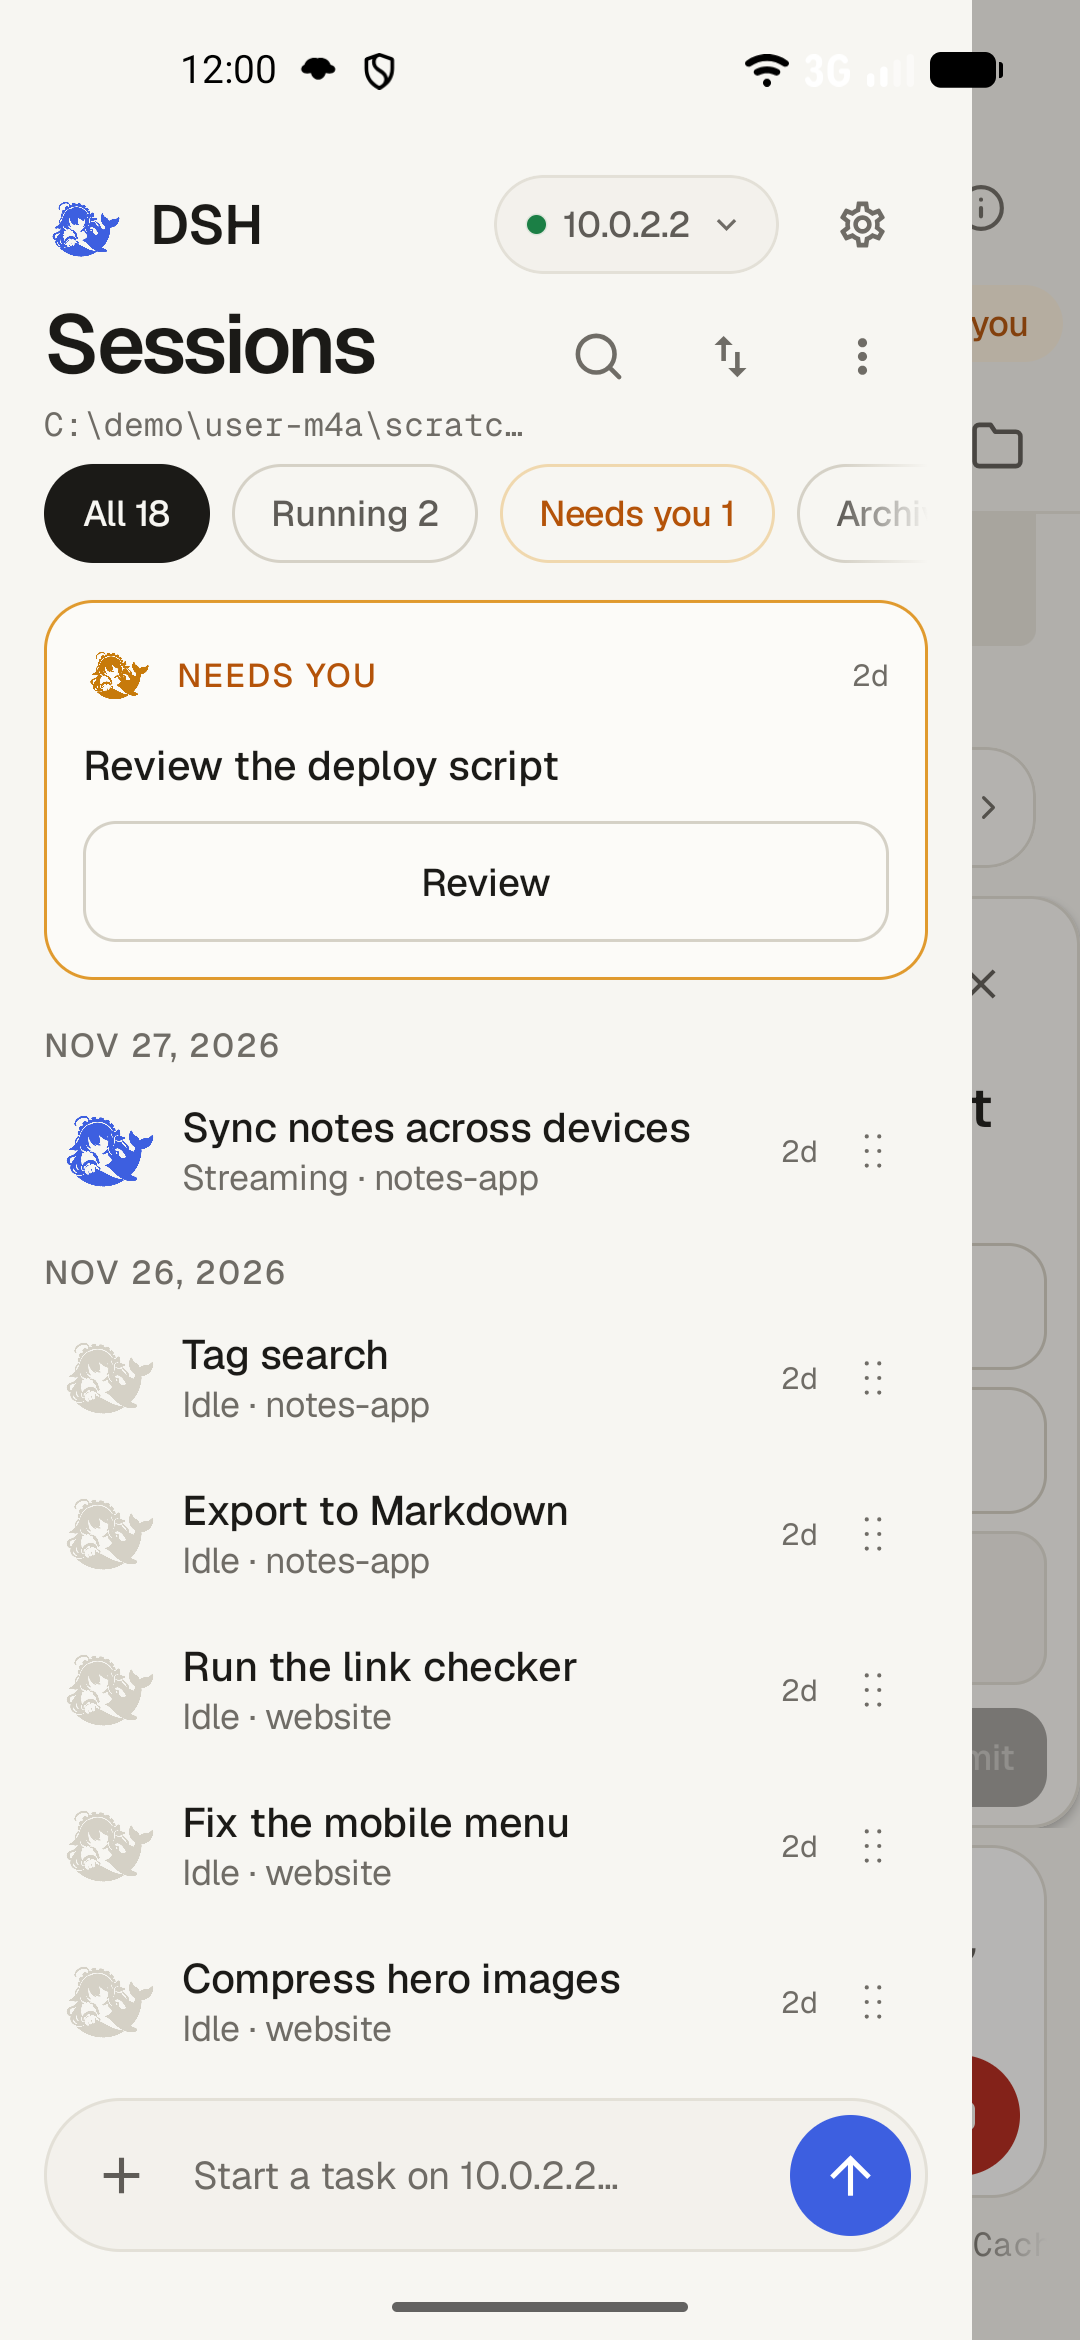 12:00
3G
DSH
10.0.2.2
Sessions
C:\demo\user-m4a\scratc…
All 18
Running 2
Needs you 1
Archi
you
NEEDS YOU
2d
Review the deploy script
Review
NOV 27, 2026
Sync notes across devices
2d
Streaming · notes-app
NOV 26, 2026
Tag search
2d
Idle · notes-app
Export to Markdown
2d
Idle · notes-app
Run the link checker
2d
Idle · website
Fix the mobile menu
2d
Idle · website
Compress hero images
2d
Idle · website
Start a task on 10.0.2.2…
t
mit
Cach